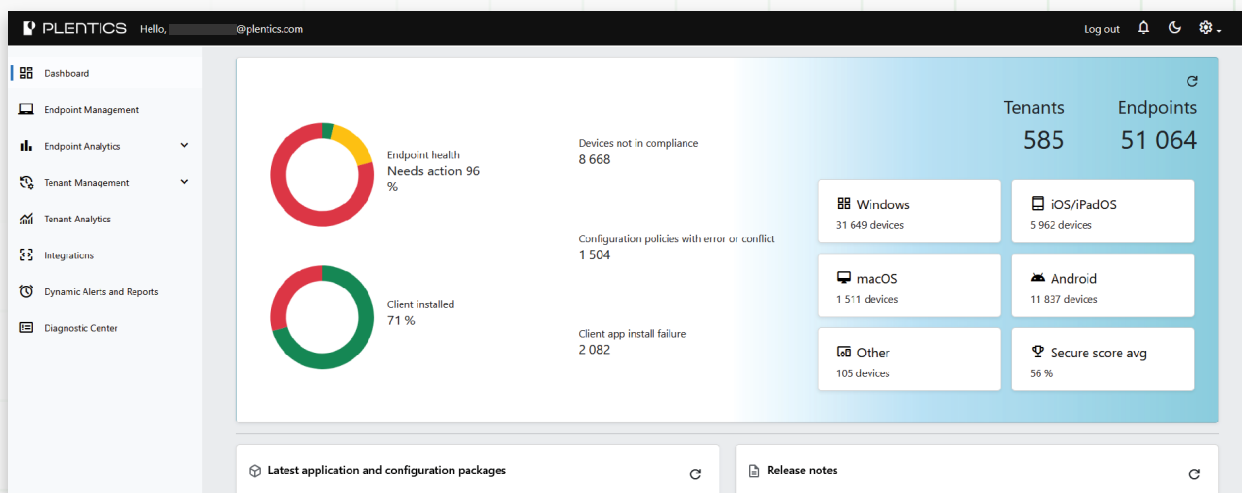 PLENTICS Hello, @plentics.com Log out
Dashboard
Endpoint Management
Endpoint Analytics
Tenant Management
Tenant Analytics
Integrations
Dynamic Alerts and Reports
Diagnostic Center
Endpoint health
Needs action 96
%
Client installed
71 %
Devices not in compliance
8 668
Configuration policies with error or conflict
1 504
Client app install failure
2 082
Tenants
585
Endpoints
51 064
Windows
31 649 devices
iOS/iPadOS
5 962 devices
macOS
1 511 devices
Android
11 837 devices
Other
105 devices
Secure score avg
56 %
Latest application and configuration packages
Release notes